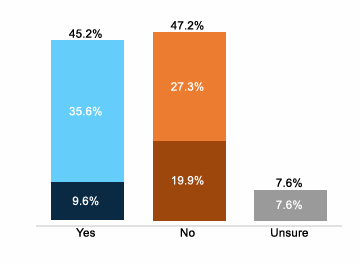 45.2%
47.2%
35.6%
27.3%
9.6%
19.9%
7.6%
7.6%
Yes
No
Unsure